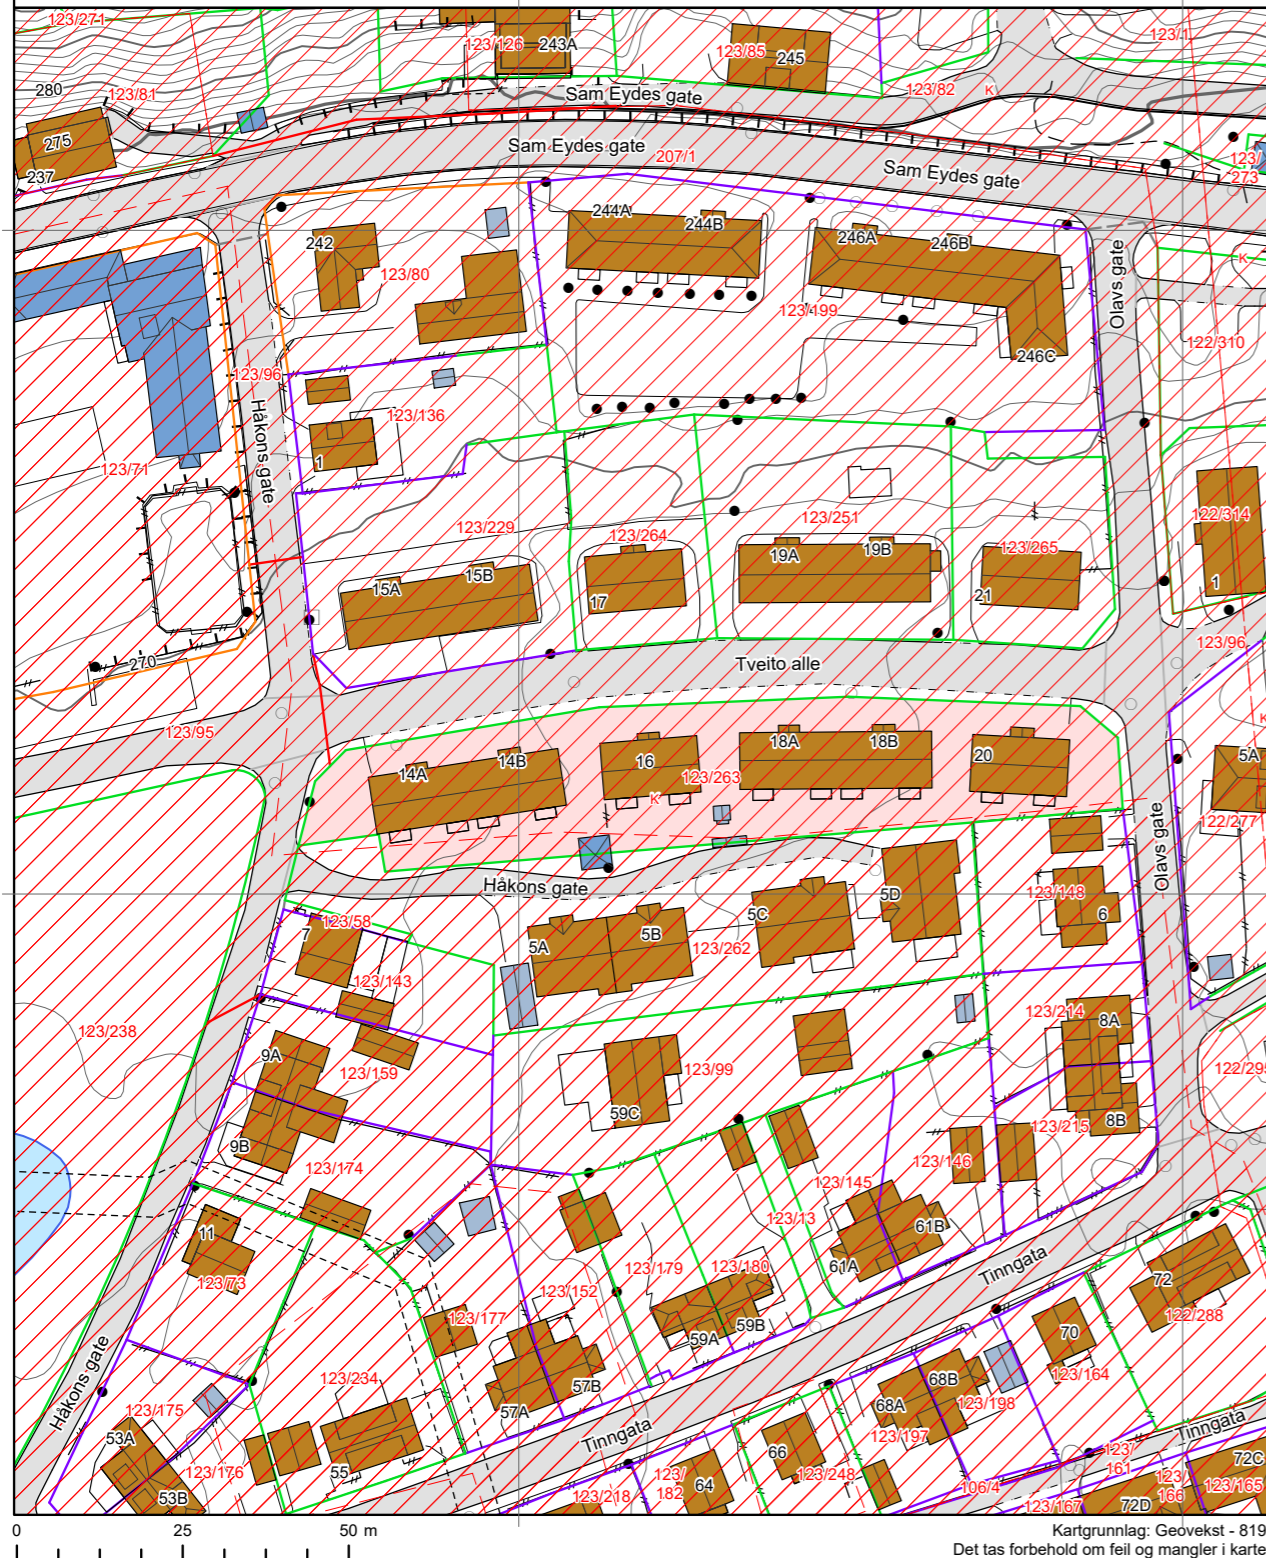 123/271
123/126
243A
123/85
245
123/1
280
123/81
Sam Eydes gate
123/82
K
275
Sam Eydes gate
207/1
Sam Eydes gate
123/
273
237
244A
244B
246A
246B
242
123/80
123/199
Olavs gate
K
122/310
246C
123/96
123/136
Håkons gate
1
123/71
123/229
123/264
123/251
122/314
19A
19B
123/265
15A
15B
17
21
1
270
Tveito alle
123/96
123/95
K
14A
14B
16
18A
18B
20
5A
123/263
K
122/277
Olavs gate
Håkons gate
5D
123/148
6
7
123/58
5A
5B
5C
123/262
123/143
123/238
123/214
8A
9A
123/159
123/99
122/295
59C
8B
123/215
9B
123/174
123/146
123/145
123/13
11
61B
123/73
123/179
123/180
61A
Tinngata
72
123/152
122/288
123/177
59A
59B
70
Håkons gate
123/234
57B
68B
123/164
123/175
57A
68A
123/198
53A
Tinngata
123/197
Tinngata
123/176
55
66
123/
161
72C
53B
123/218
123/
182
64
123/248
106/4
123/167
72D
123/
166
123/165
0
25
50 m
Kartgrunnlag: Geovekst - 819
Det tas forbehold om feil og mangler i karte